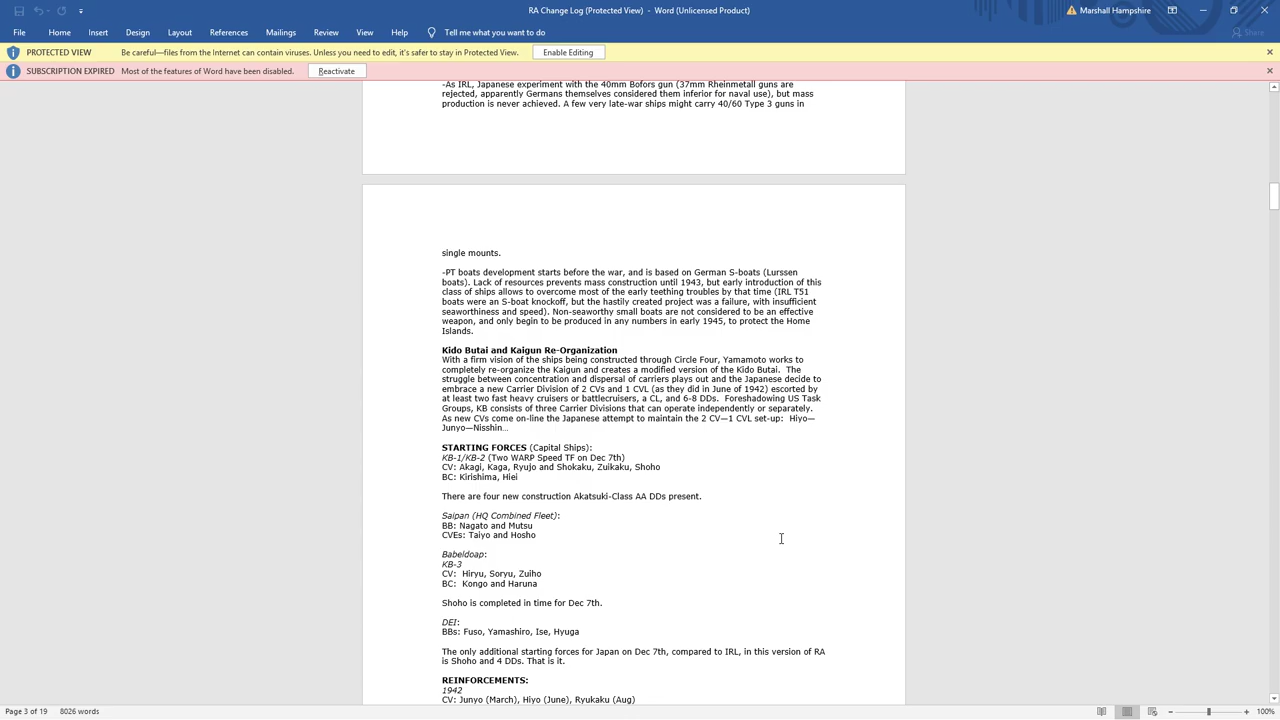 RA Change Log (Protected View)  -  Word (Unlicensed Product)
Marshall Hampshire
File Home Insert Design Layout References Mailings Review View Help Tell me what you want to do
Share
PROTECTED VIEW Be careful—files from the Internet can contain viruses. Unless you need to edit, it's safer to stay in Protected View. Enable Editing
SUBSCRIPTION EXPIRED Most of the features of Word have been disabled. Reactivate
-As IRL, Japanese experiment with the 40mm Bofors gun (37mm Rheinmetall guns are
rejected, apparently Germans themselves considered them inferior for naval use), but mass
production is never achieved. A few very late-war ships might carry 40/60 Type 3 guns in
single mounts.
-PT boats development starts before the war, and is based on German S-boats (Lurssen
boats). Lack of resources prevents mass construction until 1943, but early introduction of this
class of ships allows to overcome most of the early teething troubles by that time (IRL T51
boats were an S-boat knockoff, but the hastily created project was a failure, with insufficient
seaworthiness and speed). Non-seaworthy small boats are not considered to be an effective
weapon, and only begin to be produced in any numbers in early 1945, to protect the Home
Islands.
Kido Butai and Kaigun Re-Organization
With a firm vision of the ships being constructed through Circle Four, Yamamoto works to
completely re-organize the Kaigun and creates a modified version of the Kido Butai.  The
struggle between concentration and dispersal of carriers plays out and the Japanese decide to
embrace a new Carrier Division of 2 CVs and 1 CVL (as they did in June of 1942) escorted by
at least two fast heavy cruisers or battlecruisers, a CL, and 6-8 DDs.  Foreshadowing US Task
Groups, KB consists of three Carrier Divisions that can operate independently or separately.
As new CVs come on-line the Japanese attempt to maintain the 2 CV—1 CVL set-up:  Hiyo—
Junyo—Nisshin…
STARTING FORCES (Capital Ships):
KB-1/KB-2 (Two WARP Speed TF on Dec 7th)
CV: Akagi, Kaga, Ryujo and Shokaku, Zuikaku, Shoho
BC: Kirishima, Hiei
There are four new construction Akatsuki-Class AA DDs present.
Saipan (HQ Combined Fleet):
BB: Nagato and Mutsu
CVEs: Taiyo and Hosho
Babeldoap:
KB-3
CV:  Hiryu, Soryu, Zuiho
BC:  Kongo and Haruna
Shoho is completed in time for Dec 7th.
DEI:
BBs: Fuso, Yamashiro, Ise, Hyuga
The only additional starting forces for Japan on Dec 7th, compared to IRL, in this version of RA
is Shoho and 4 DDs. That is it.
REINFORCEMENTS:
1942
CV: Junyo (March), Hiyo (June), Ryukaku (Aug)
Page 3 of 19 8026 words 100%